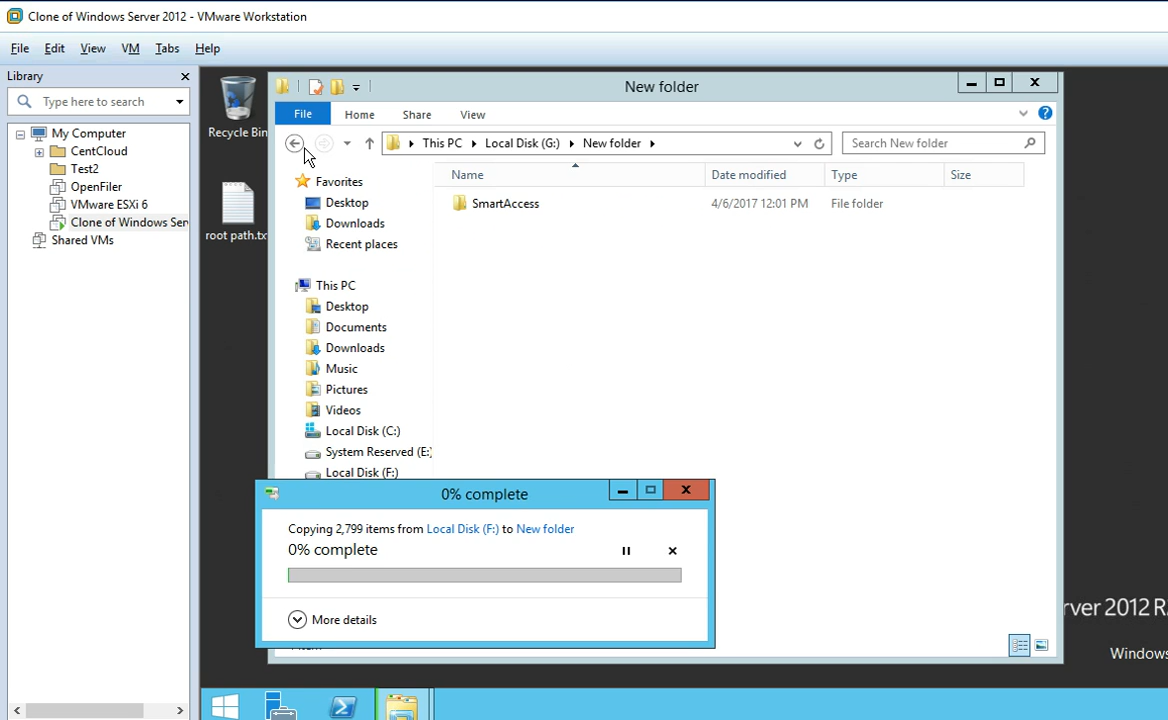 Clone of Windows Server 2012 - VMware Workstation
File Edit View VM Tabs Help
Library
Type here to search
My Computer
CentCloud
Test2
OpenFiler
VMware ESXi 6
Clone of Windows Ser
Shared VMs
Recycle Bin
root path.tx
New folder
File Home Share View
This PC Local Disk (G:) New folder
Search New folder
Name Date modified Type Size
SmartAccess 4/6/2017 12:01 PM File folder
Favorites
Desktop
Downloads
Recent places
This PC
Desktop
Documents
Downloads
Music
Pictures
Videos
Local Disk (C:)
System Reserved (E:)
Local Disk (F:)
0% complete
Copying 2,799 items from Local Disk (F:) to New folder
0% complete
More details
rver 2012 R
Windows